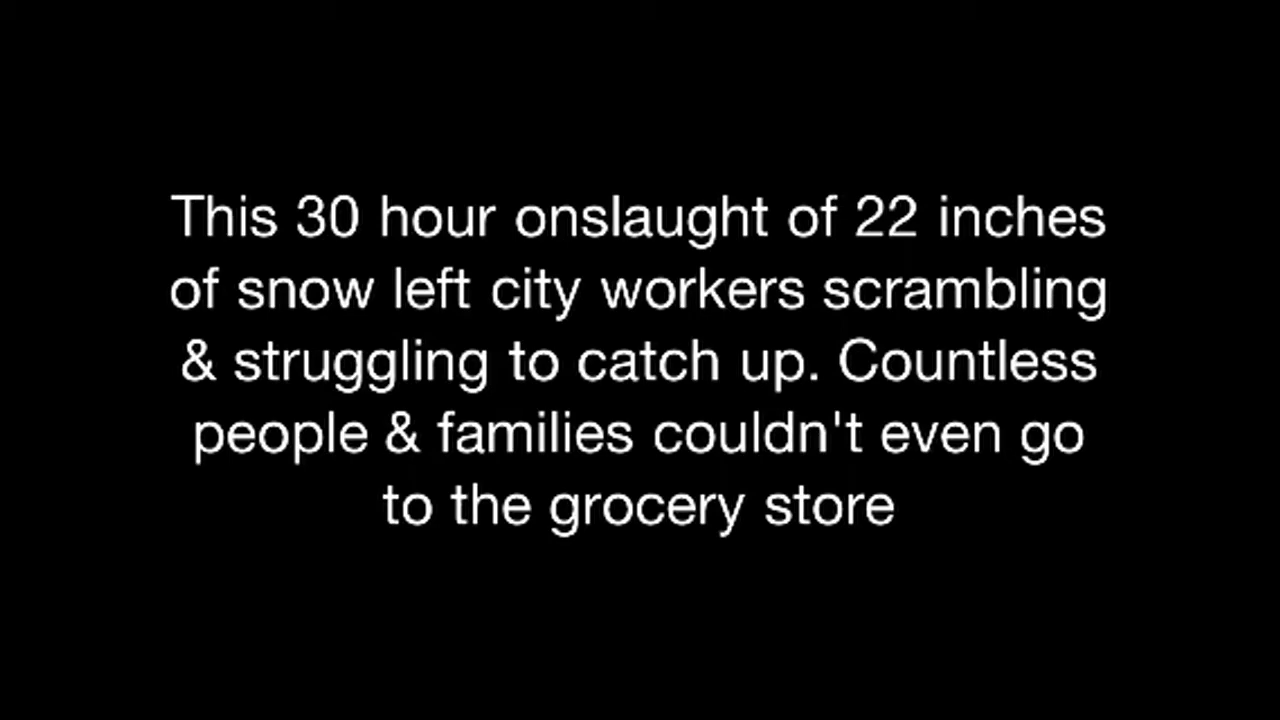 This 30 hour onslaught of 22 inches
of snow left city workers scrambling
& struggling to catch up. Countless
people & families couldn't even go
to the grocery store